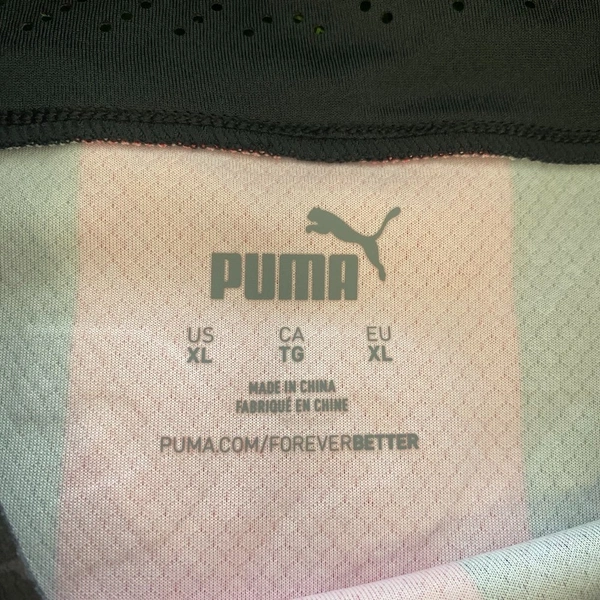 PUMA
US CA EU
XL TG XL
MADE IN CHINA
FABRIQUÉ EN CHINE
PUMA.COM/FOREVERBETTER